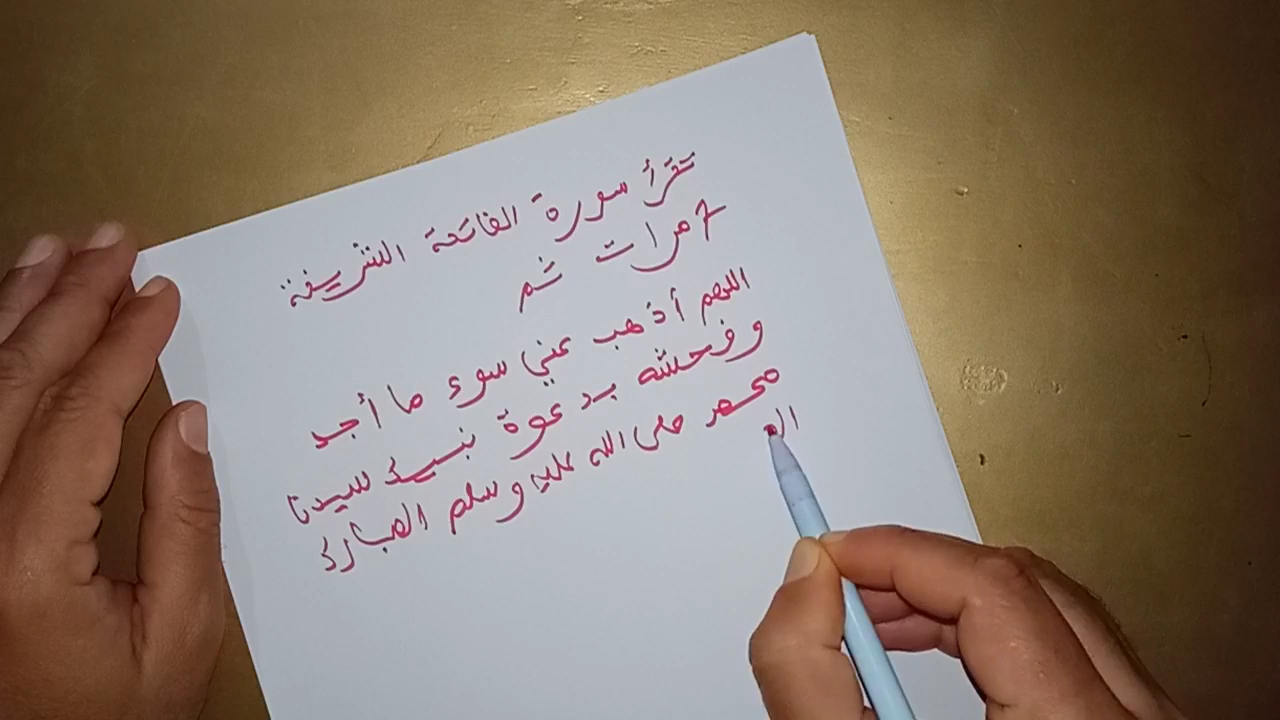 تقرأ سورة الفاتحة الشريفة
7 مرات ثم
اللهم أذهب عني سوء ما أجد
وفحشه بدعوة نبيك سيدنا
محمد صلى الله عليه وسلم المبارك
الم